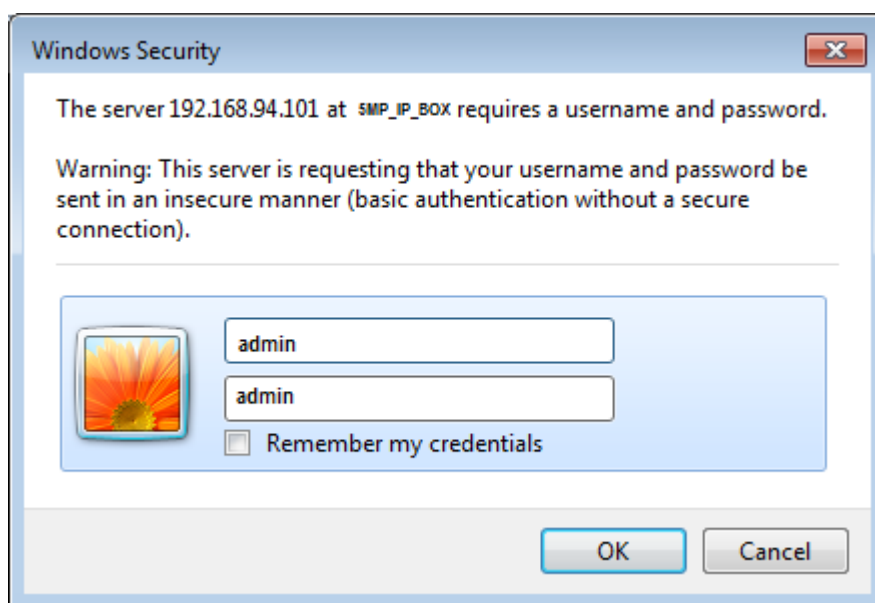 Windows Security
The server 192.168.94.101 at 5MP_IP_BOX requires a username and password.
Warning: This server is requesting that your username and password be
sent in an insecure manner (basic authentication without a secure
connection).
admin
admin
Remember my credentials
OK
Cancel